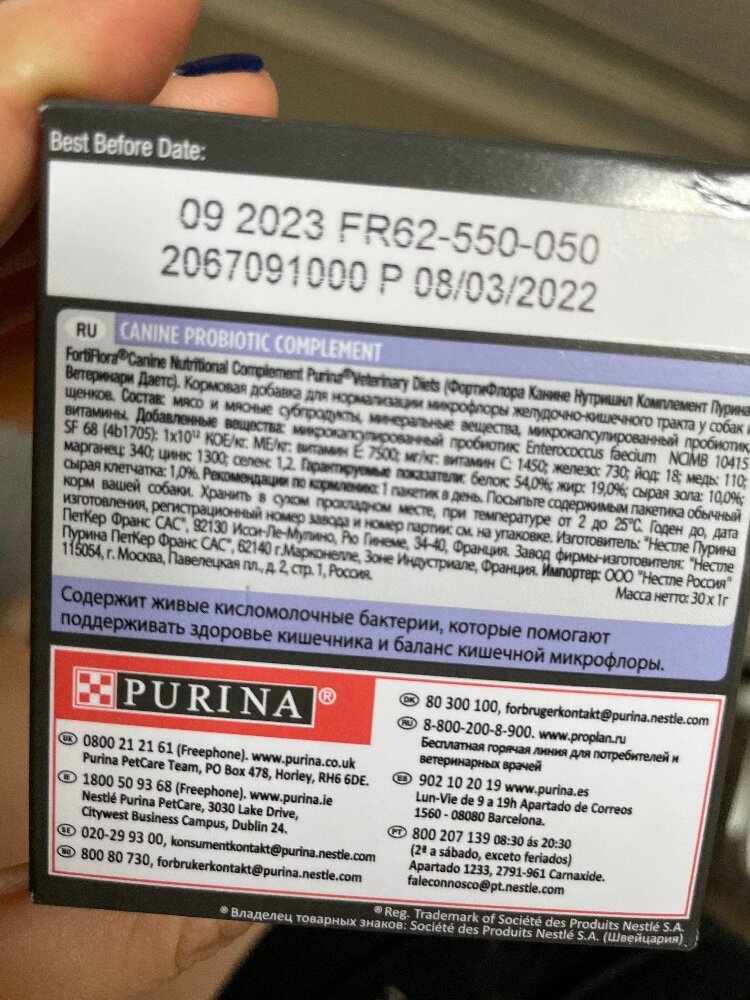 Best Before Date:
09 2023 FR62-550-050
2067091000 P 08/03/2022
RU CANINE PROBIOTIC COMPLEMENT
FortiFlora® Canine Nutritional Complement Purina® Veterinary Diets (ФортиФлора Канине Нутришнл Комплемент Пурина
Ветеринари Даетс). Кормовая добавка для нормализации микрофлоры желудочно-кишечного тракта у собак и
щенков. Состав: мясо и мясные субпродукты, минеральные вещества, микрокапсулированный пробиотик,
витамины. Добавленные вещества: микрокапсулированный пробиотик: Enterococcus faecium NCIMB 10415
SF 68 (4b1705): 1x10¹² КОЕ/кг. МЕ/кг: витамин Е: 7500; мг/кг: витамин С: 1450; железо: 730; йод: 18; медь: 110;
марганец: 340; цинк: 1300; селен: 1,2. Гарантируемые показатели: белок: 54,0%; жир: 19,0%; сырая зола: 10,0%;
сырая клетчатка: 1,0%. Рекомендации по кормлению: 1 пакетик в день. Посыпьте содержимым пакетика обычный
корм вашей собаки. Хранить в сухом прохладном месте, при температуре от 2 до 25°С. Годен до, дата
изготовления, регистрационный номер завода и номер партии: см. на упаковке. Изготовитель: "Нестле Пурина
ПетКер Франс САС", 92130 Исси-Ле-Мулино, Рю Гинеме, 34-40, Франция. Завод фирмы-изготовителя: "Нестле
Пурина ПетКер Франс САС", 62140 г.Марконелле, Зоне Индустриале, Франция. Импортер: ООО "Нестле Россия"
115054, г. Москва, Павелецкая пл., д. 2, стр. 1, Россия.
Масса нетто: 30 x 1г
Содержит живые кисломолочные бактерии, которые помогают
поддерживать здоровье кишечника и баланс кишечной микрофлоры.
PURINA®
UK 0800 21 21 61 (Freephone). www.purina.co.uk
Purina PetCare Team, PO Box 478, Horley, RH6 6DE.
IE 1800 50 93 68 (Freephone). www.purina.ie
Nestlé Purina PetCare, 3030 Lake Drive,
Citywest Business Campus, Dublin 24.
SE 020-29 93 00, konsumentkontakt@purina.nestle.com
NO 800 80 730, forbrukerkontakt@purina.nestle.com
DK 80 300 100, forbrugerkontakt@purina.nestle.com
RU 8-800-200-8-900. www.proplan.ru
Бесплатная горячая линия для потребителей и
ветеринарных врачей
ES 902 10 20 19 www.purina.es
Lun-Vie de 9 a 19h Apartado de Correos
1560 - 08080 Barcelona.
PT 800 207 139 08:30 ás 20:30
(2ª a sábado, exceto feriados)
Apartado 1233, 2791-961 Carnaxide.
faleconnosco@pt.nestle.com
® Reg. Trademark of Société des Produits Nestlé S.A.
® Владелец товарных знаков: Société des Produits Nestlé S.A. (Швейцария)